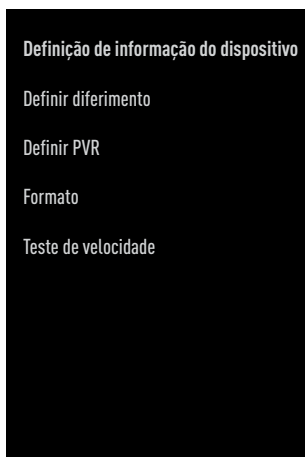 Definição de informação do dispositivo
Definir diferimento
Definir PVR
Formato
Teste de velocidade